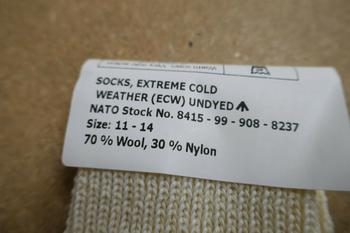 SOCKS, EXTREME COLD
WEATHER (ECW) UNDYED
NATO Stock No. 8415 - 99 - 908 - 8237
Size: 11 - 14
70 % Wool, 30 % Nylon